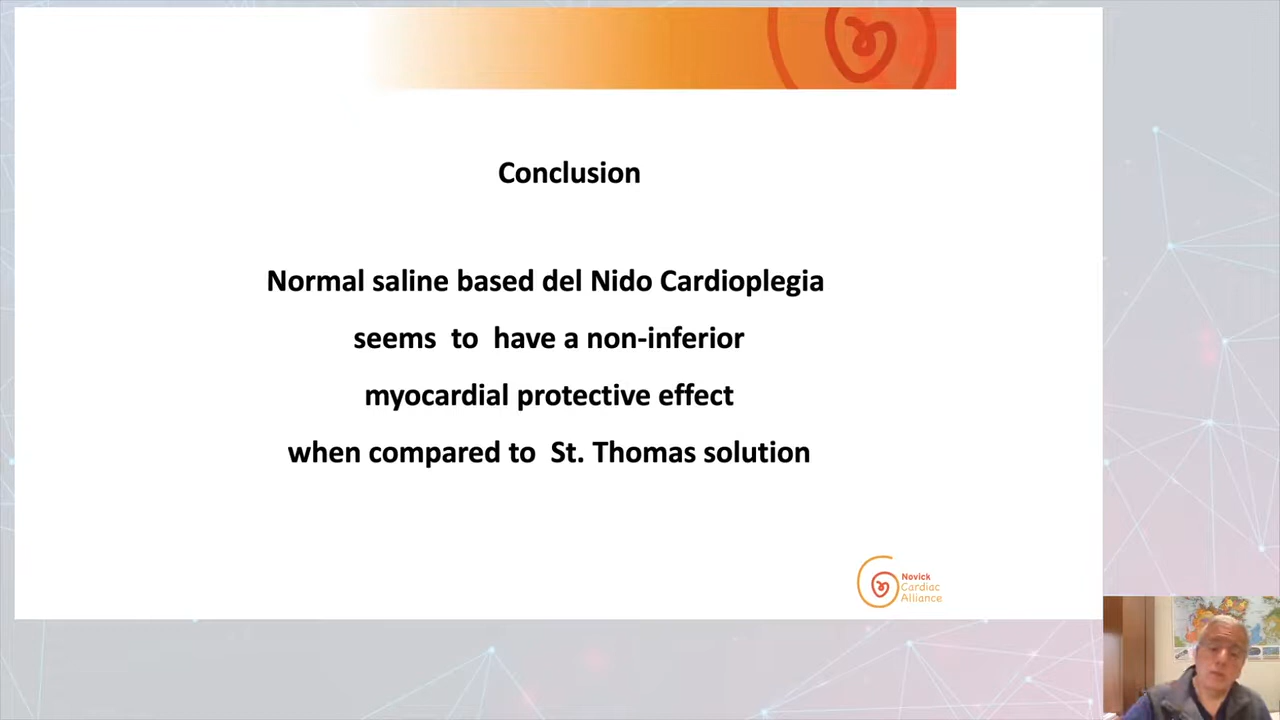 Conclusion
Normal saline based del Nido Cardioplegia
seems to have a non-inferior
myocardial protective effect
when compared to St. Thomas solution
Novick
Cardiac
Alliance